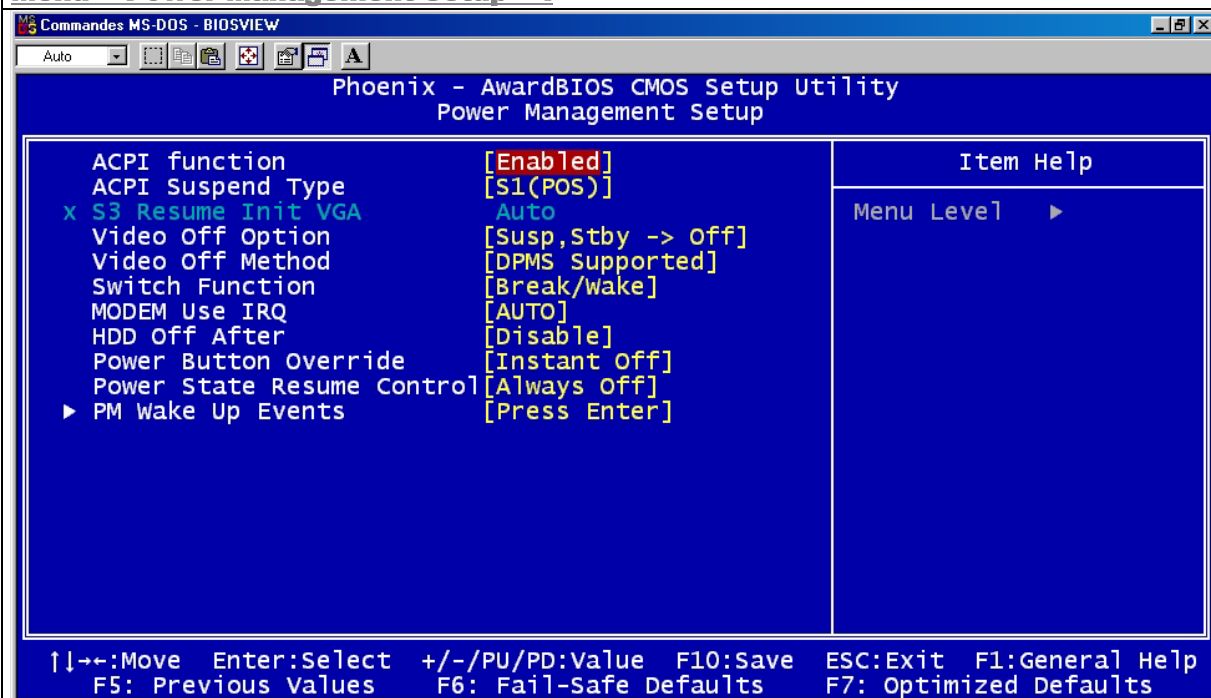 Commandes MS-DOS - BIOSVIEW
Auto
A
Phoenix - AwardBIOS CMOS Setup Utility
Power Management Setup
ACPI function [Enabled]
ACPI Suspend Type [S1(POS)]
x S3 Resume Init VGA Auto
Video Off Option [Susp,Stby -> Off]
Video Off Method [DPMS Supported]
Switch Function [Break/Wake]
MODEM Use IRQ [AUTO]
HDD Off After [Disable]
Power Button Override [Instant Off]
Power State Resume Control[Always Off]
► PM Wake Up Events [Press Enter]
Item Help
Menu Level ►
↑↓→←:Move Enter:Select +/-/PU/PD:Value F10:Save ESC:Exit F1:General Help
F5: Previous Values F6: Fail-Safe Defaults F7: Optimized Defaults